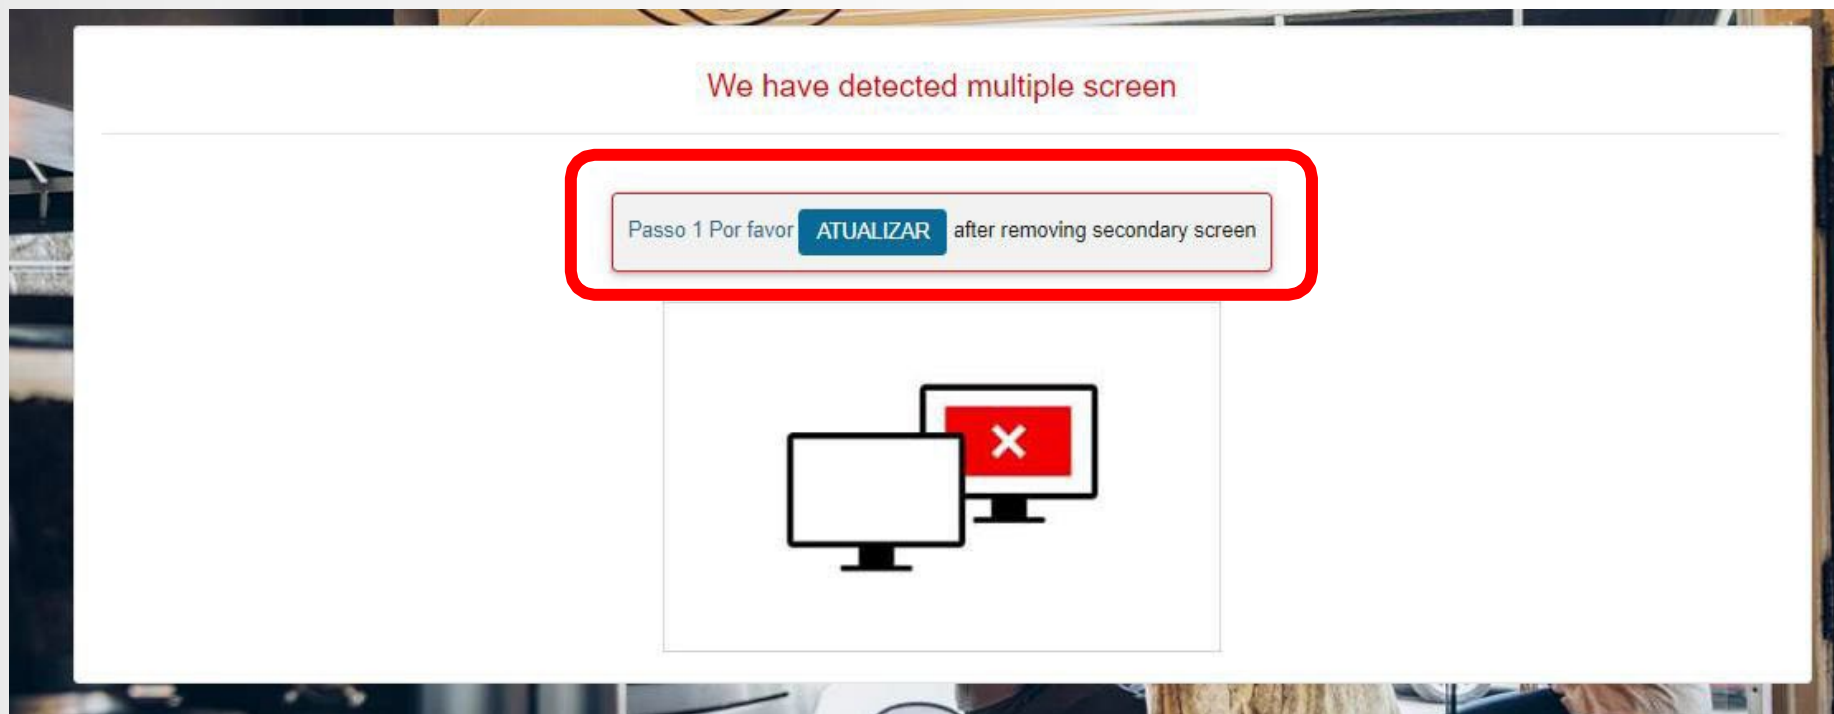 We have detected multiple screen
Passo 1 Por favor ATUALIZAR after removing secondary screen